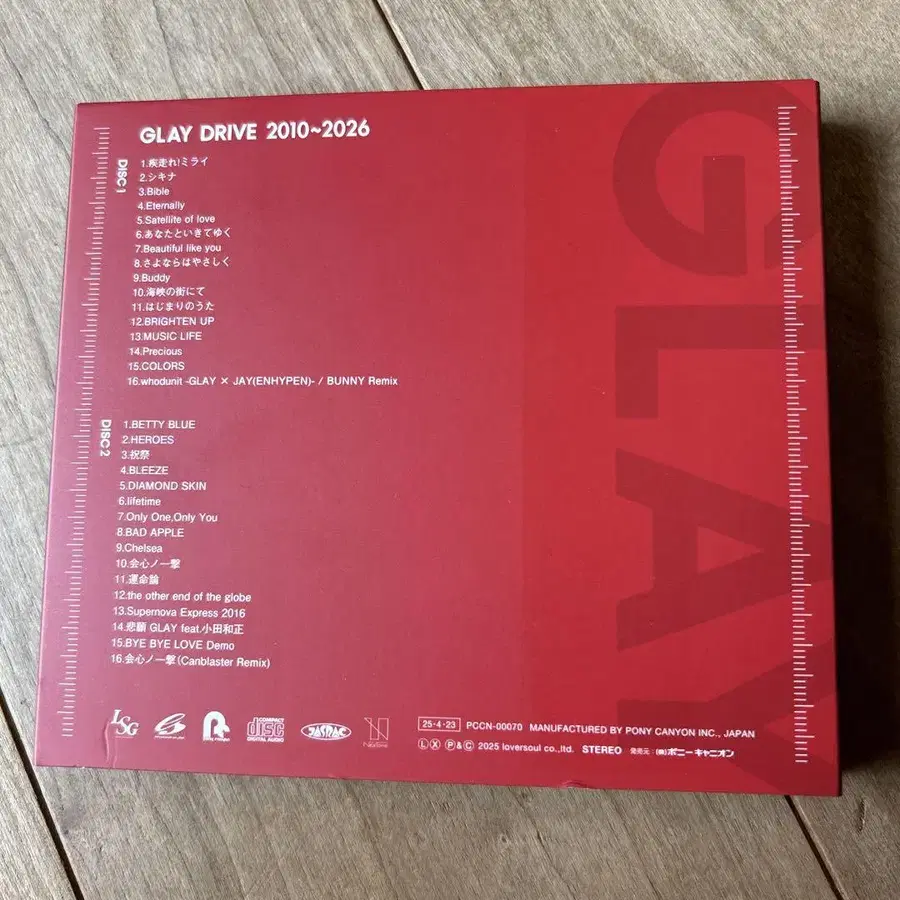 GLAY DRIVE 2010~2026
DISC 1
1.疾走れ!ミライ
2.シキナ
3.Bible
4.Eternally
5.Satellite of love
6.あなたといきてゆく
7.Beautiful like you
8.さよならはやさしく
9.Buddy
10.海峡の街にて
11.はじまりのうた
12.BRIGHTEN UP
13.MUSIC LIFE
14.Precious
15.COLORS
16.whodunit -GLAY × JAY(ENHYPEN)- / BUNNY Remix
DISC 2
1.BETTY BLUE
2.HEROES
3.祝祭
4.BLEEZE
5.DIAMOND SKIN
6.lifetime
7.Only One,Only You
8.BAD APPLE
9.Chelsea
10.会心ノ一撃
11.運命論
12.the other end of the globe
13.Supernova Express 2016
14.悲願 GLAY feat.小田和正
15.BYE BYE LOVE Demo
16.会心ノ一撃(Canblaster Remix)
GLAY
LSG
COMPACT
disc
DIGITAL AUDIO
JASRAC
25・4・23 PCCN-00070 MANUFACTURED BY PONY CANYON INC., JAPAN
Ⓛ Ⓧ Ⓟ&Ⓒ 2025 loversoul co.,ltd. STEREO 発売元:(株)ポニーキャニオン